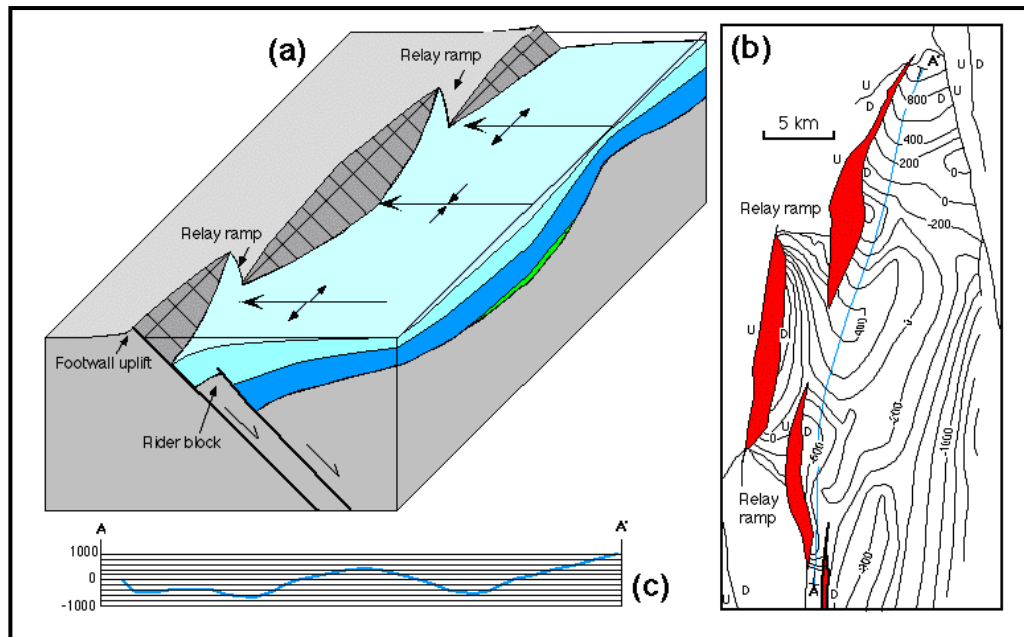 (a)
Relay ramp
Relay ramp
Footwall uplift
Rider block
(b)
A'
U
D
U
D
800
5 km
400
200
U
D
0
0
-200
Relay ramp
400
0
U
D
-200
-1000
U
D
0
-600
Relay
ramp
U
D
A
U
D
A
A'
1000
0
-1000
(c)